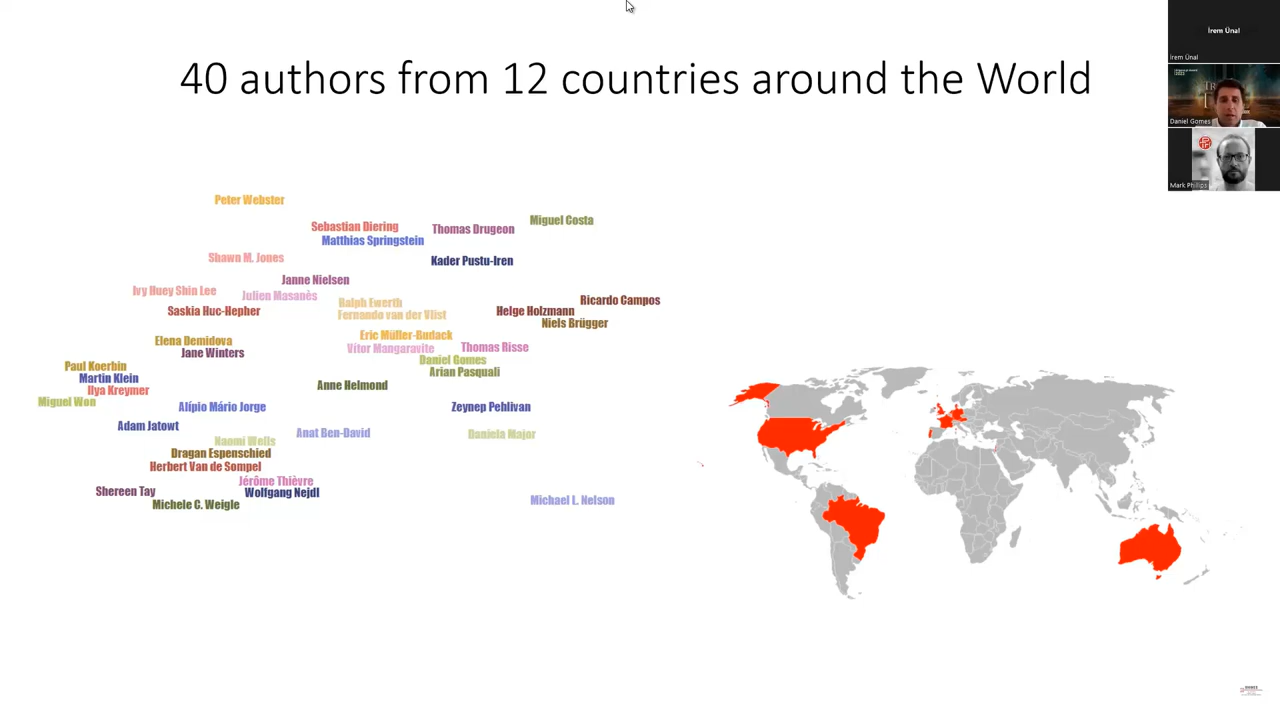 40 authors from 12 countries around the World
İrem Ünal
İrem Ünal
Daniel Gomes
Mark Phillips
Peter Webster
Miguel Costa
Sebastian Diering
Thomas Drugeon
Matthias Springstein
Shawn M. Jones
Kader Pustu-Iren
Janne Nielsen
Ivy Huey Shin Lee
Julien Masanès
Ralph Ewerth
Ricardo Campos
Saskia Huc-Hepher
Fernando van der Vlist
Helge Holzmann
Niels Brügger
Eric Müller-Budack
Elena Demidova
Vítor Mangaravite
Thomas Risse
Jane Winters
Daniel Gomes
Paul Koerbin
Arian Pasquali
Martin Klein
Anne Helmond
Ilya Kreymer
Miguel Won
Alípio Mário Jorge
Zeynep Pehlivan
Adam Jatowt
Anat Ben-David
Daniela Major
Naomi Wells
Dragan Espenschied
Herbert Van de Sompel
Jérôme Thièvre
Shereen Tay
Wolfgang Nejdl
Michele C. Weigle
Michael L. Nelson